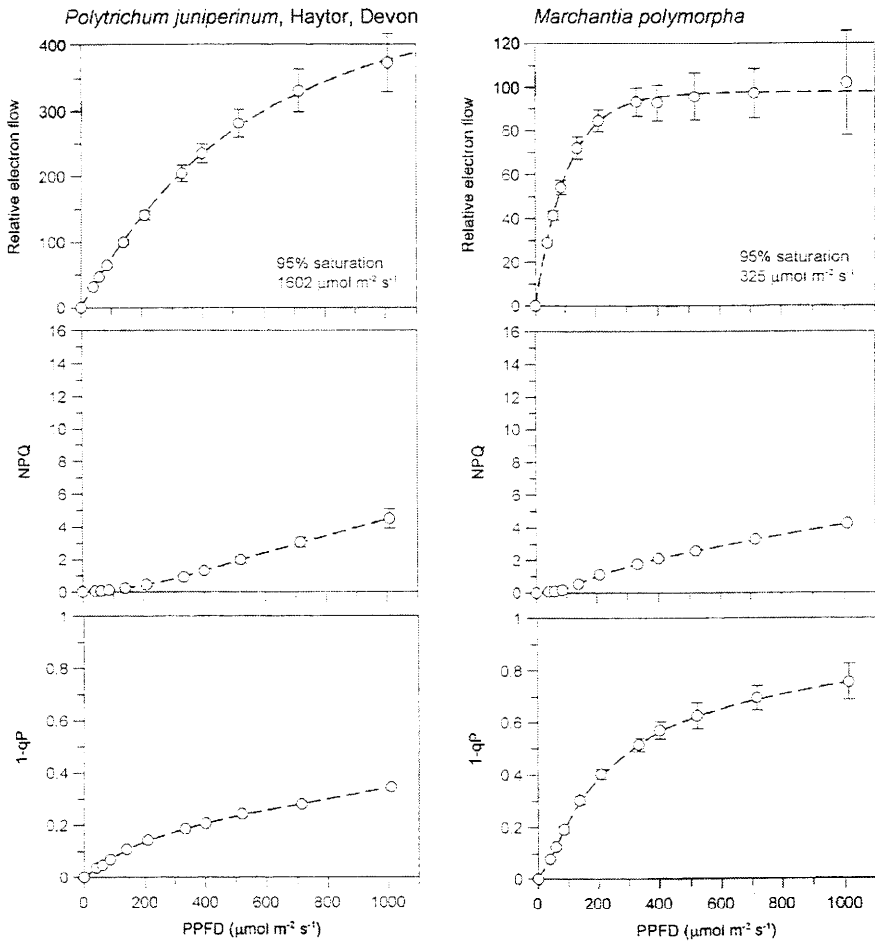 Polytrichum juniperinum, Haytor, Devon
Marchantia polymorpha
400
300
200
100
0
Relative electron flow
95% saturation
1602 μmol m⁻² s⁻¹
120
100
80
60
40
20
0
Relative electron flow
95% saturation
325 μmol m⁻² s⁻¹
16
14
12
10
8
6
4
2
0
NPQ
16
14
12
10
8
6
4
2
0
NPQ
1
0.8
0.6
0.4
0.2
0
1-qP
0 200 400 600 800 1000
PPFD (μmol m⁻² s⁻¹)
1
0.8
0.6
0.4
0.2
0
1-qP
0 200 400 600 800 1000
PPFD (μmol m⁻² s⁻¹)